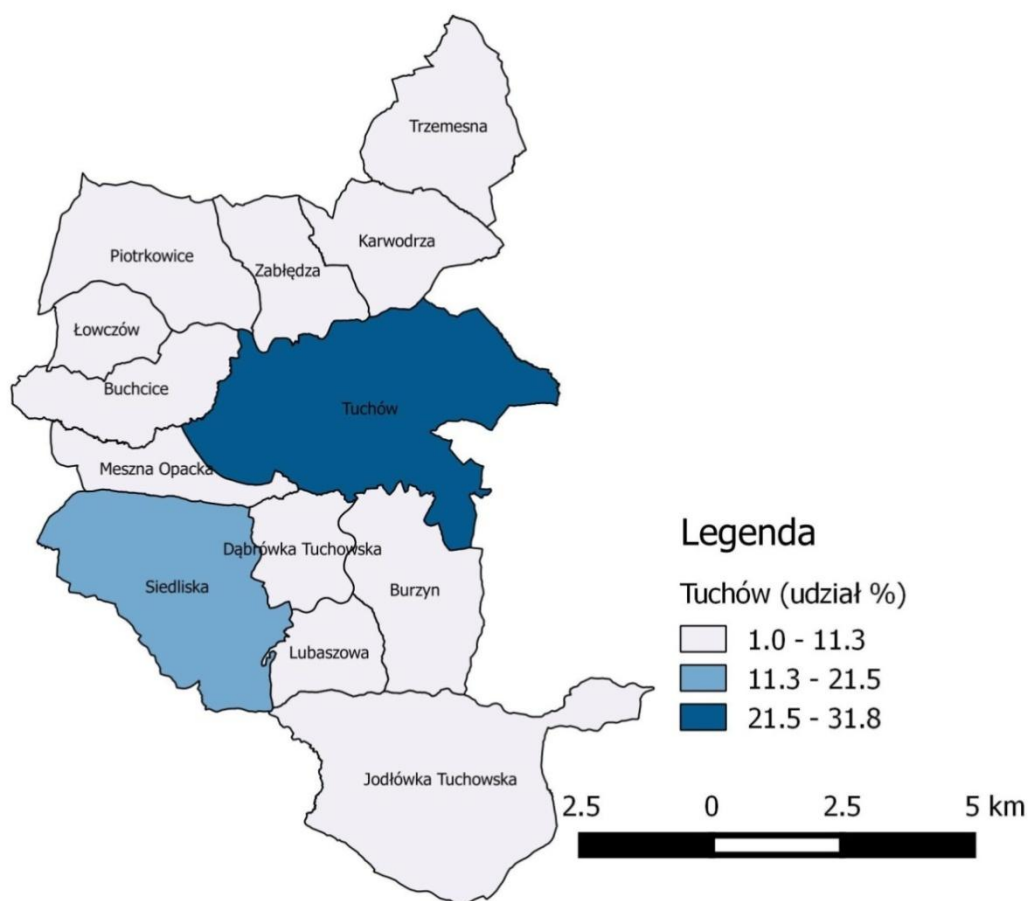 Trzemesna
Karwodrza
Piotrkowice
Zabłędza
Łowczów
Buchcice
Tuchów
Meszna Opacka
Dąbrówka Tuchowska
Siedliska
Burzyn
Lubaszowa
Jodłówka Tuchowska
Legenda
Tuchów (udział %)
1.0 - 11.3
11.3 - 21.5
21.5 - 31.8
2.5 0 2.5 5 km